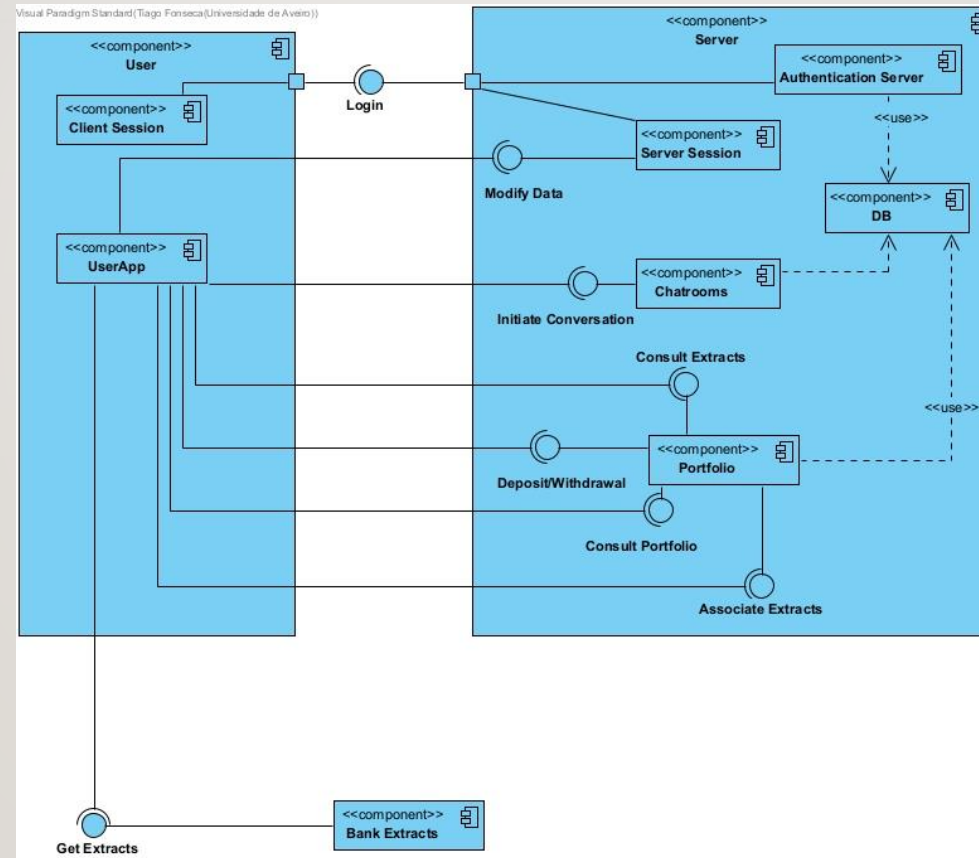 Visual Paradigm Standard(Tiago Fonseca(Universidade de Aveiro))
<<component>>
User
<<component>>
Client Session
<<component>>
UserApp
Login
Modify Data
Initiate Conversation
Consult Extracts
Deposit/Withdrawal
Consult Portfolio
Associate Extracts
<<component>>
Server
<<component>>
Authentication Server
<<use>>
<<component>>
Server Session
<<component>>
DB
<<component>>
Chatrooms
<<use>>
<<component>>
Portfolio
Get Extracts
<<component>>
Bank Extracts